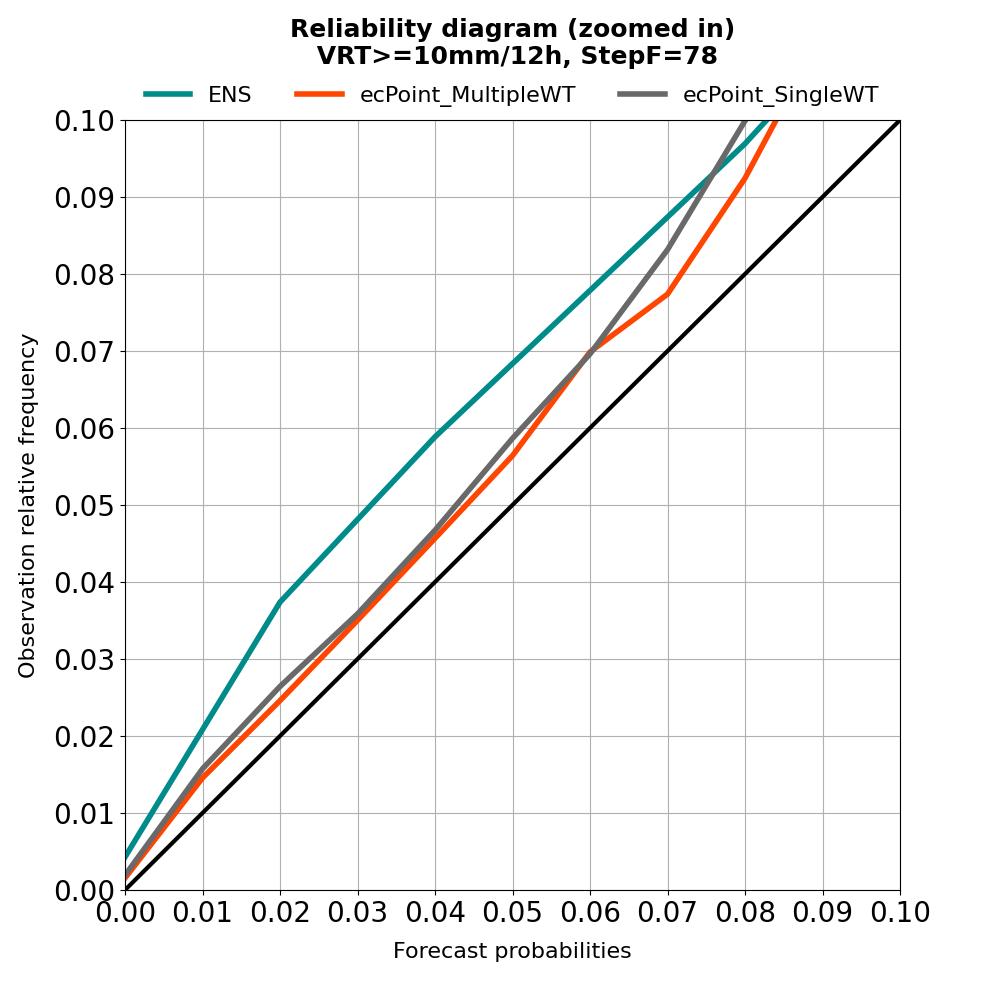 Reliability diagram (zoomed in)
VRT>=10mm/12h, StepF=78
ENS ecPoint_MultipleWT ecPoint_SingleWT
0.10
0.09
0.08
0.07
0.06
0.05
0.04
0.03
0.02
0.01
0.00
Observation relative frequency
0.00 0.01 0.02 0.03 0.04 0.05 0.06 0.07 0.08 0.09 0.10
Forecast probabilities